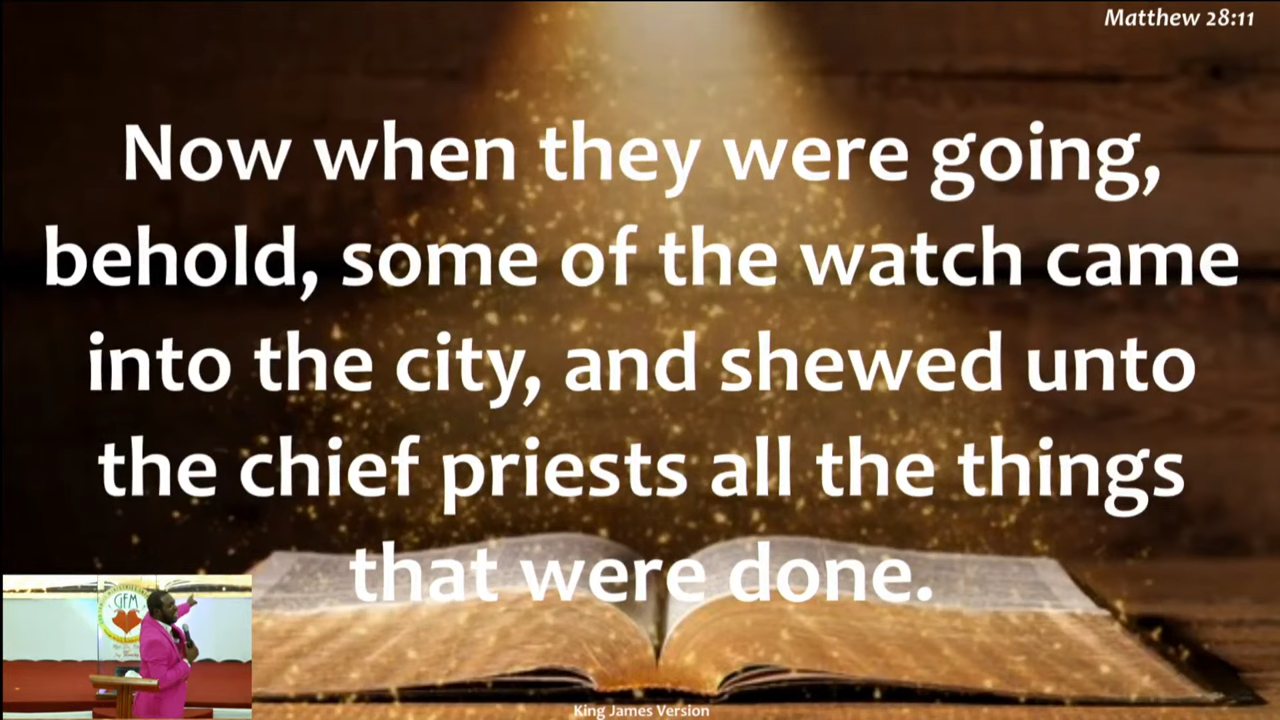 Matthew 28:11
Now when they were going,
behold, some of the watch came
into the city, and shewed unto
the chief priests all the things
that were done.
GFM
King James Version